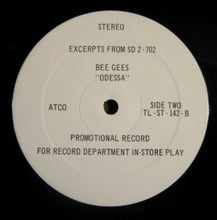 STEREO
EXCERPTS FROM SD 2-702
BEE GEES
"ODESSA"
ATCO
SIDE TWO
TL-ST-142-B
PROMOTIONAL RECORD
FOR RECORD DEPARTMENT IN-STORE PLAY